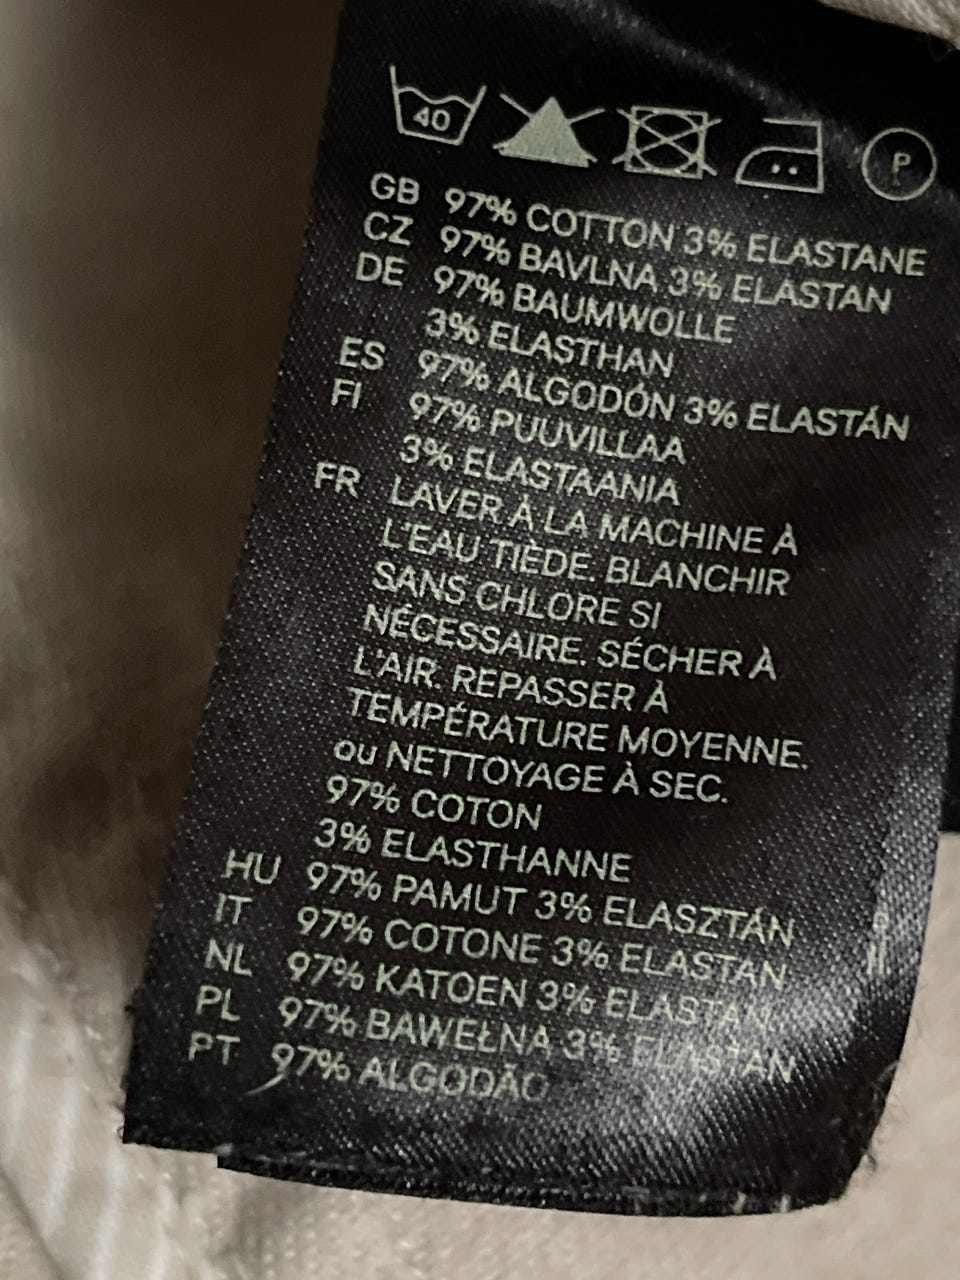 40 P
GB 97% COTTON 3% ELASTANE
CZ 97% BAVLNA 3% ELASTAN
DE 97% BAUMWOLLE
3% ELASTHAN
ES 97% ALGODÓN 3% ELASTÁN
FI 97% PUUVILLAA
3% ELASTAANIA
FR LAVER À LA MACHINE À
L'EAU TIÈDE. BLANCHIR
SANS CHLORE SI
NÉCESSAIRE. SÉCHER À
L'AIR. REPASSER À
TEMPÉRATURE MOYENNE.
ou NETTOYAGE À SEC.
97% COTON
3% ELASTHANNE
HU 97% PAMUT 3% ELASZTÁN
IT 97% COTONE 3% ELASTAN
NL 97% KATOEN 3% ELASTAN
PL 97% BAWEŁNA 3% ELASTAN
PT 97% ALGODÃO